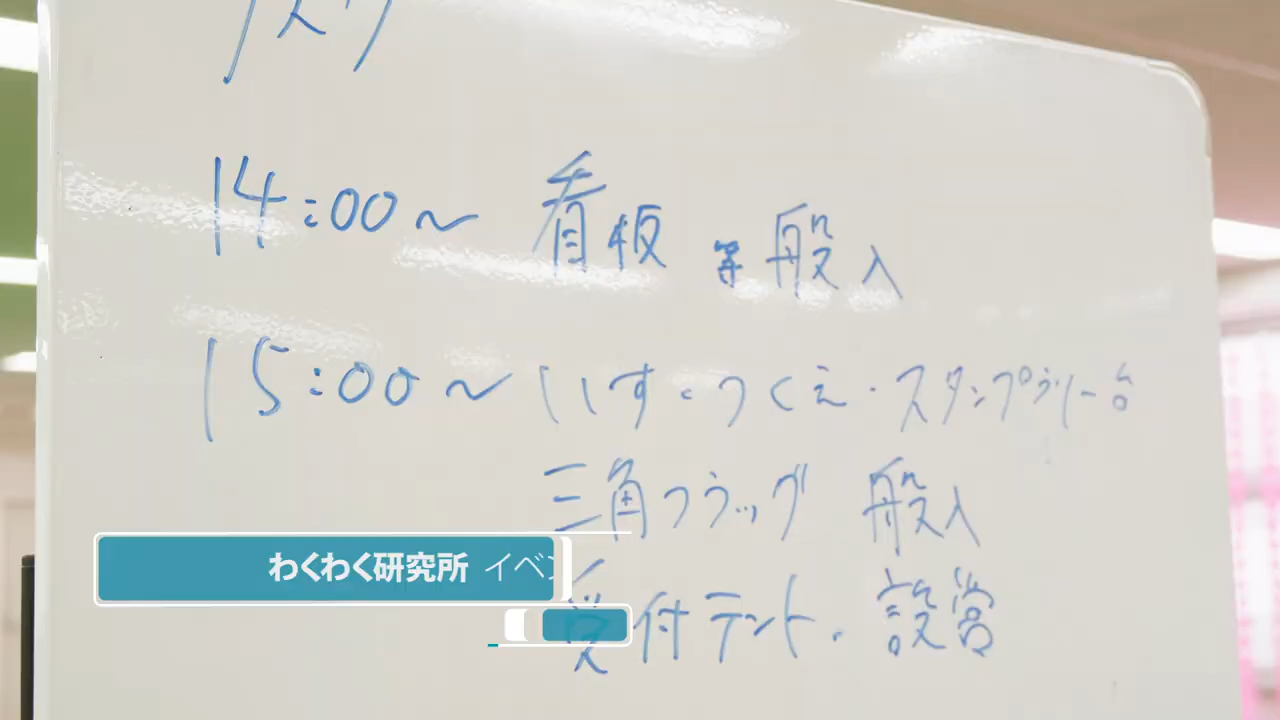 14:00～ 看板 等 般入
15:00～ いす・つくえ・スタンプラリー台
三角フラッグ 般入
受付テント・設営
わくわく研究所 イベン